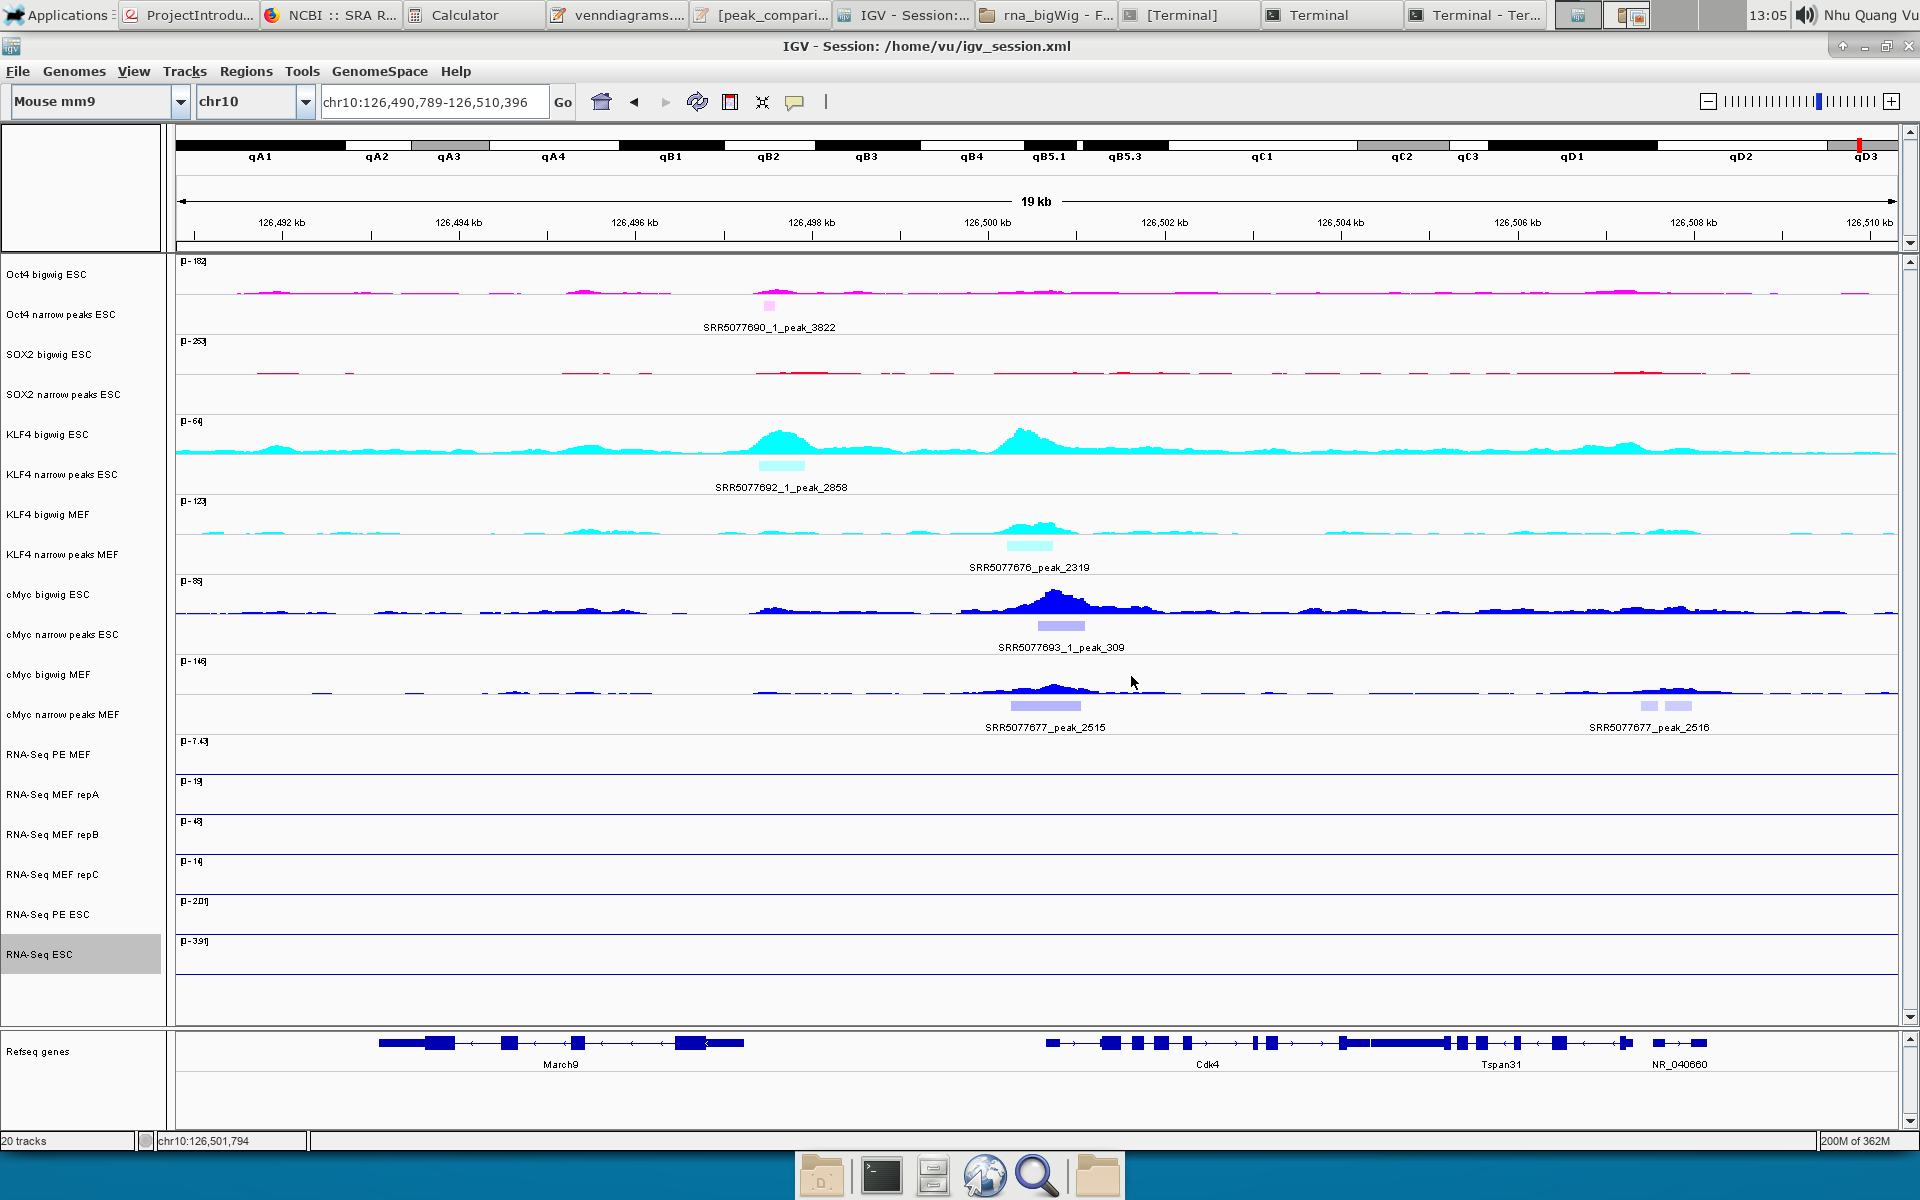 Applications
ProjectIntrodu...
NCBI :: SRA R...
Calculator
venndiagrams....
[peak_compari...
IGV - Session:...
rna_bigWig - F...
[Terminal]
Terminal
Terminal - Ter...
13:05
Nhu Quang Vu
IGV - Session: /home/vu/igv_session.xml
File Genomes View Tracks Regions Tools GenomeSpace Help
Mouse mm9
chr10
chr10:126,490,789-126,510,396
Go
qA1 qA2 qA3 qA4 qB1 qB2 qB3 qB4 qB5.1 qB5.3 qC1 qC2 qC3 qD1 qD2 qD3
19 kb
126,492 kb 126,494 kb 126,496 kb 126,498 kb 126,500 kb 126,502 kb 126,504 kb 126,506 kb 126,508 kb 126,510 kb
[0 - 182]
Oct4 bigwig ESC
Oct4 narrow peaks ESC
SRR5077690_1_peak_3822
[0 - 253]
SOX2 bigwig ESC
SOX2 narrow peaks ESC
[0 - 64]
KLF4 bigwig ESC
KLF4 narrow peaks ESC
SRR5077692_1_peak_2858
[0 - 123]
KLF4 bigwig MEF
KLF4 narrow peaks MEF
SRR5077676_peak_2319
[0 - 85]
cMyc bigwig ESC
cMyc narrow peaks ESC
SRR5077693_1_peak_309
[0 - 146]
cMyc bigwig MEF
cMyc narrow peaks MEF
SRR5077677_peak_2515
SRR5077677_peak_2516
[0 - 7.43]
RNA-Seq PE MEF
[0 - 19]
RNA-Seq MEF repA
[0 - 48]
RNA-Seq MEF repB
[0 - 14]
RNA-Seq MEF repC
[0 - 2.01]
RNA-Seq PE ESC
[0 - 3.91]
RNA-Seq ESC
Refseq genes
March9
Cdk4
Tspan31
NR_040660
20 tracks
chr10:126,501,794
200M of 362M